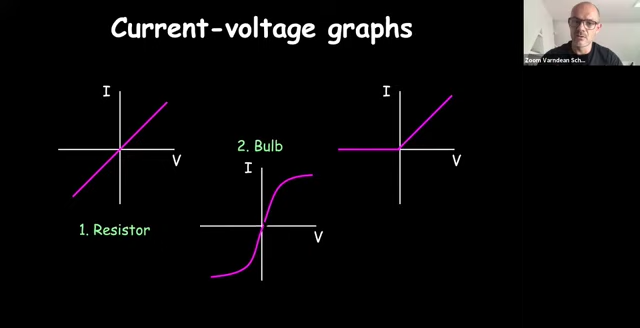 Current-voltage graphs
Zoom Varndean Sch...
I
V
1. Resistor
2. Bulb
I
V
I
V